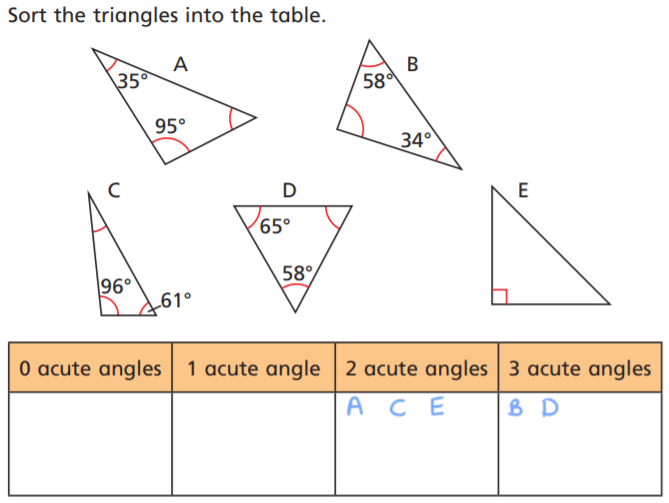 Sort the triangles into the table.
A
35°
95°
B
58°
34°
C
96°
61°
D
65°
58°
E
0 acute angles 1 acute angle 2 acute angles 3 acute angles
A C E B D